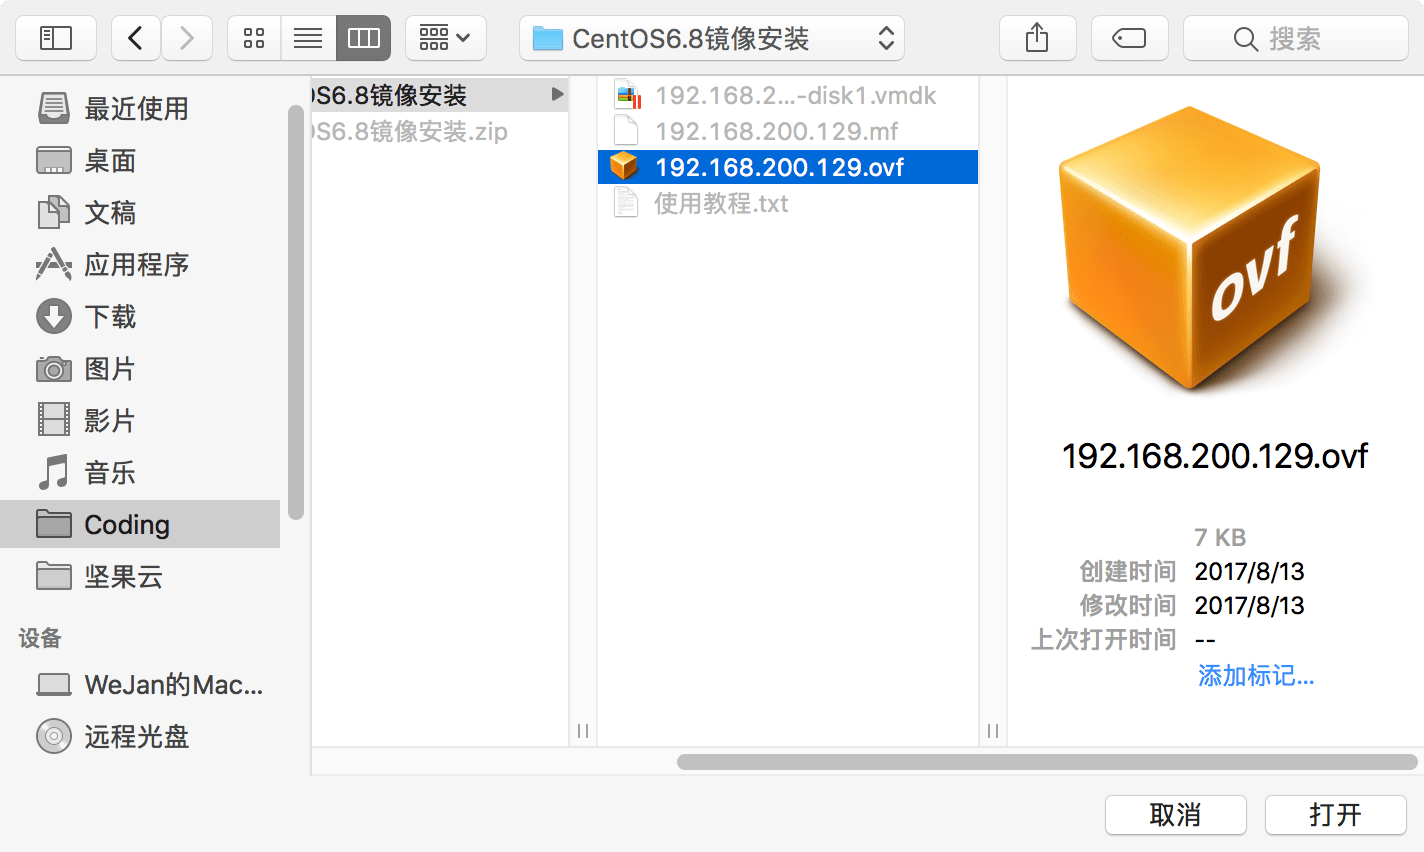 CentOS6.8镜像安装
搜索
最近使用
桌面
文稿
应用程序
下载
图片
影片
音乐
Coding
坚果云
设备
WeJan的Mac...
远程光盘
OS6.8镜像安装
OS6.8镜像安装.zip
192.168.2...-disk1.vmdk
192.168.200.129.mf
192.168.200.129.ovf
使用教程.txt
ovf
192.168.200.129.ovf
7 KB
创建时间 2017/8/13
修改时间 2017/8/13
上次打开时间 --
添加标记...
取消
打开